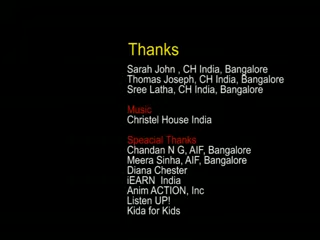 Thanks
Sarah John , CH India, Bangalore
Thomas Joseph, CH India, Bangalore
Sree Latha, CH India, Bangalore
Music
Christel House India
Speacial Thanks
Chandan N G, AIF, Bangalore
Meera Sinha, AIF, Bangalore
Diana Chester
iEARN India
Anim ACTION, Inc
Listen UP!
Kida for Kids